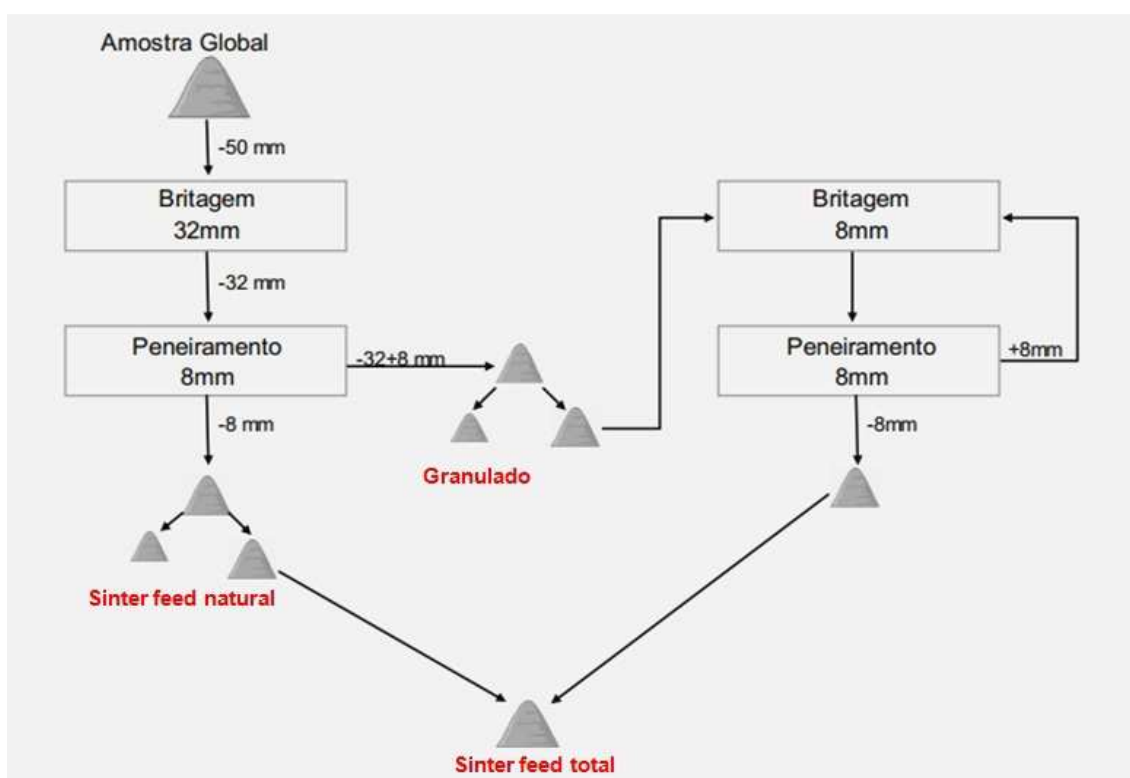 Amostra Global
-50 mm
Britagem
32mm
-32 mm
Peneiramento
8mm
-32+8 mm
-8 mm
Granulado
Sinter feed natural
Britagem
8mm
Peneiramento
8mm
+8mm
-8mm
Sinter feed total